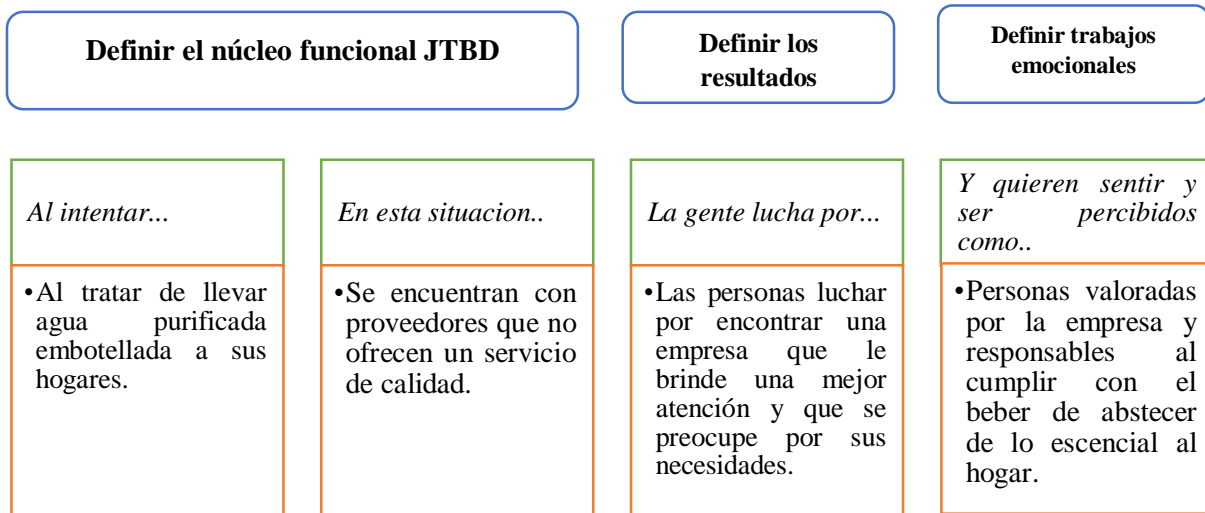 Definir el núcleo funcional JTBD
Definir los
resultados
Definir trabajos
emocionales
Al intentar...
En esta situacion..
La gente lucha por...
Y quieren sentir y
ser percibidos
como..
•Al tratar de llevar
agua purificada
embotellada a sus
hogares.
•Se encuentran con
proveedores que no
ofrecen un servicio
de calidad.
•Las personas luchar
por encontrar una
empresa que le
brinde una mejor
atención y que se
preocupe por sus
necesidades.
•Personas valoradas
por la empresa y
responsables al
cumplir con el
beber de abstecer
de lo escencial al
hogar.